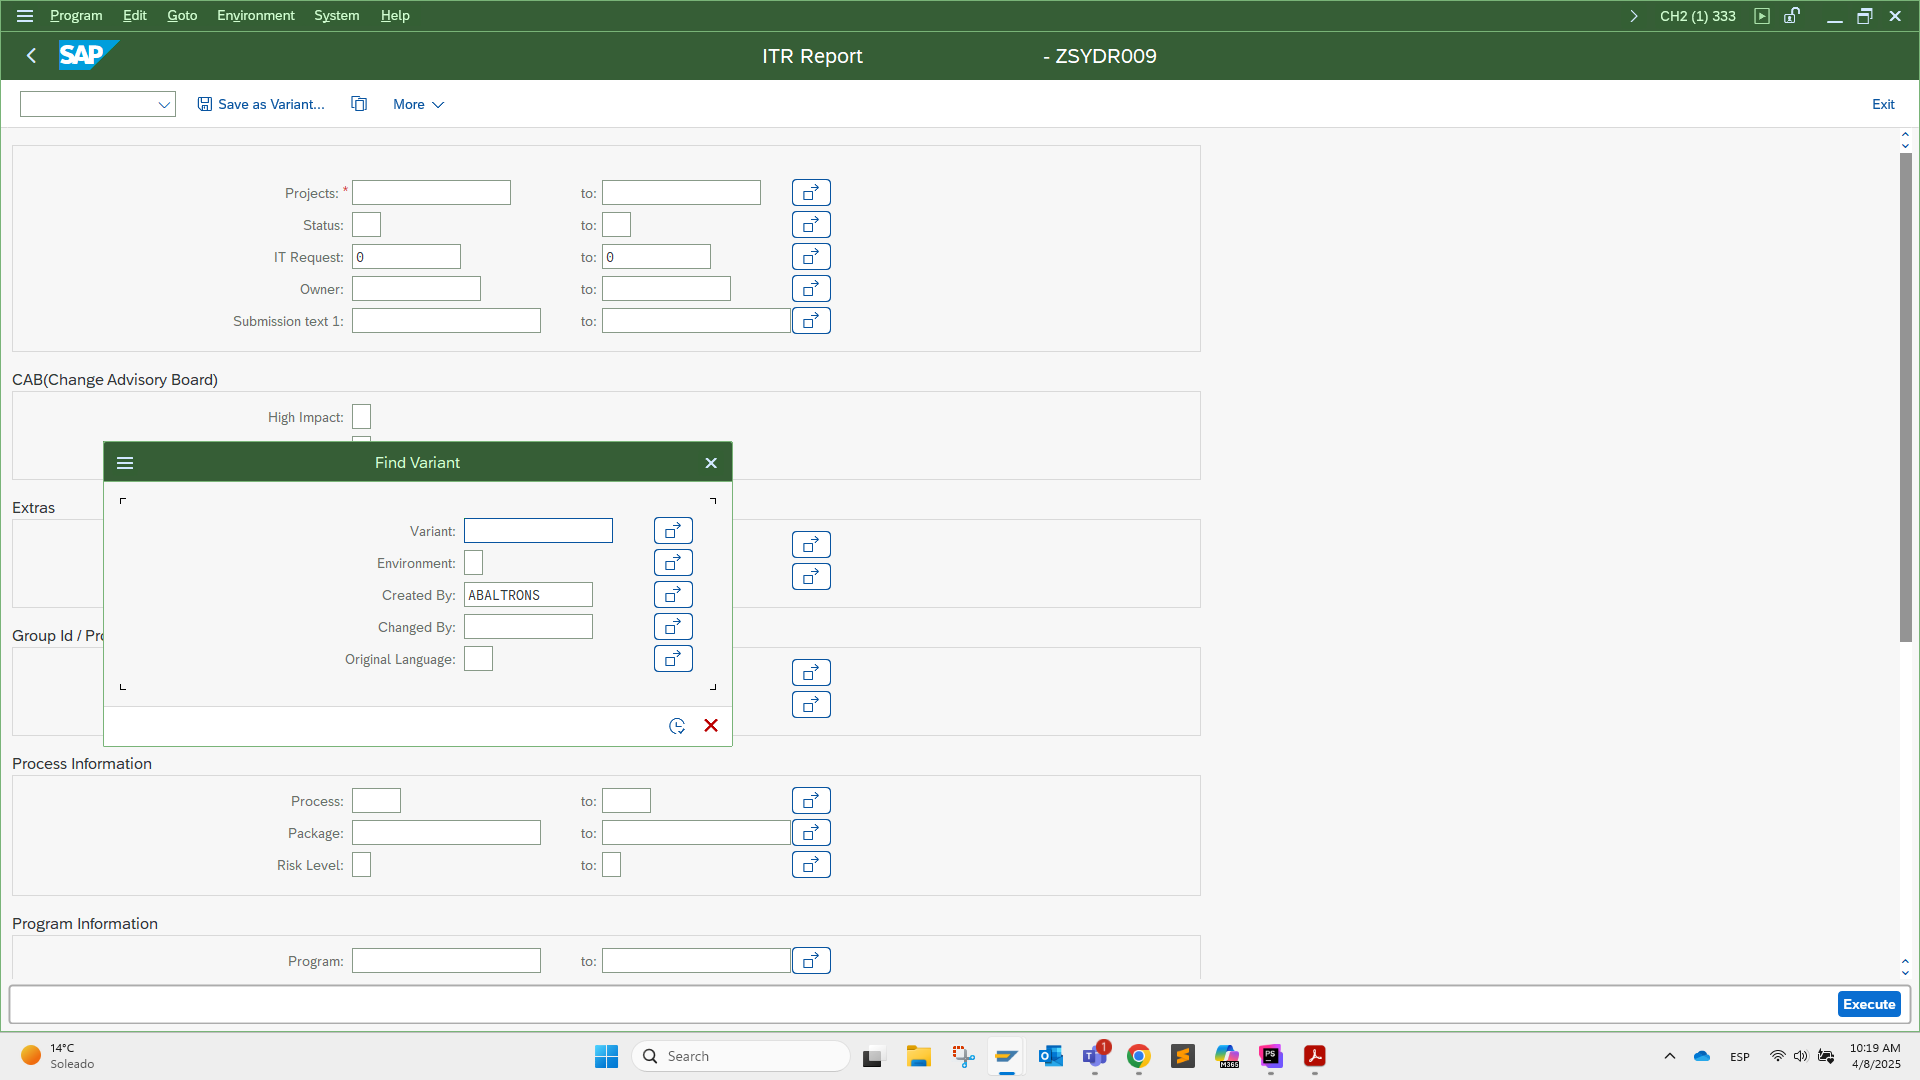 Program Edit Goto Environment System Help CH2 (1) 333
SAP ITR Report - ZSYDR009
Save as Variant... More Exit
Projects: * to:
Status: to:
IT Request: 0 to: 0
Owner: to:
Submission text 1: to:
CAB(Change Advisory Board)
High Impact:
Find Variant
Extras
Variant:
Environment:
Created By: ABALTRONS
Changed By:
Group Id / Pro
Original Language:
Process Information
Process: to:
Package: to:
Risk Level: to:
Program Information
Program: to:
Execute
14°C
Soleado
Search
1
M365
PS
ESP
10:19 AM
4/8/2025